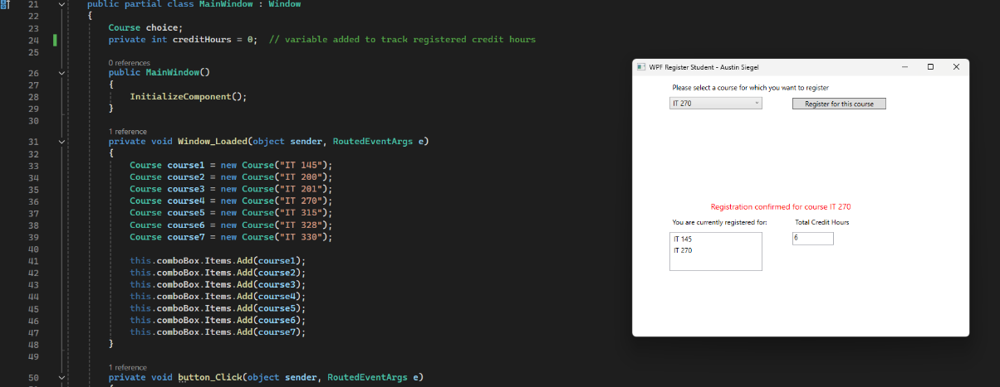 21 public partial class MainWindow : Window
22 {
23 Course choice;
24 private int creditHours = 0; // variable added to track registered credit hours
25
0 references
26 public MainWindow()
27 {
28 InitializeComponent();
29 }
30
1 reference
31 private void Window_Loaded(object sender, RoutedEventArgs e)
32 {
33 Course course1 = new Course("IT 145");
34 Course course2 = new Course("IT 200");
35 Course course3 = new Course("IT 201");
36 Course course4 = new Course("IT 270");
37 Course course5 = new Course("IT 315");
38 Course course6 = new Course("IT 328");
39 Course course7 = new Course("IT 330");
40
41 this.comboBox.Items.Add(course1);
42 this.comboBox.Items.Add(course2);
43 this.comboBox.Items.Add(course3);
44 this.comboBox.Items.Add(course4);
45 this.comboBox.Items.Add(course5);
46 this.comboBox.Items.Add(course6);
47 this.comboBox.Items.Add(course7);
48 }
49
1 reference
50 private void button_Click(object sender, RoutedEventArgs e)
WPF Register Student - Austin Siegel
Please select a course for which you want to register
IT 270
Register for this course
Registration confirmed for course IT 270
You are currently registered for:
Total Credit Hours
IT 145
IT 270
6